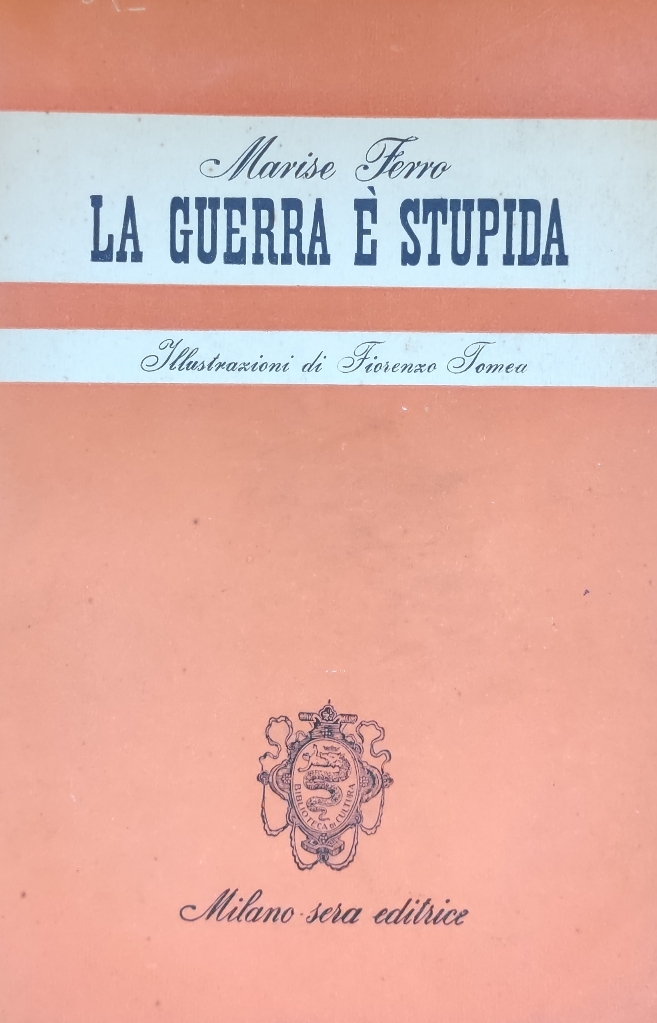 Marise Ferro
LA GUERRA È STUPIDA
Illustrazioni di Fiorenzo Tomea
BIBLIOTECA DI CULTURA
Milano-sera editrice